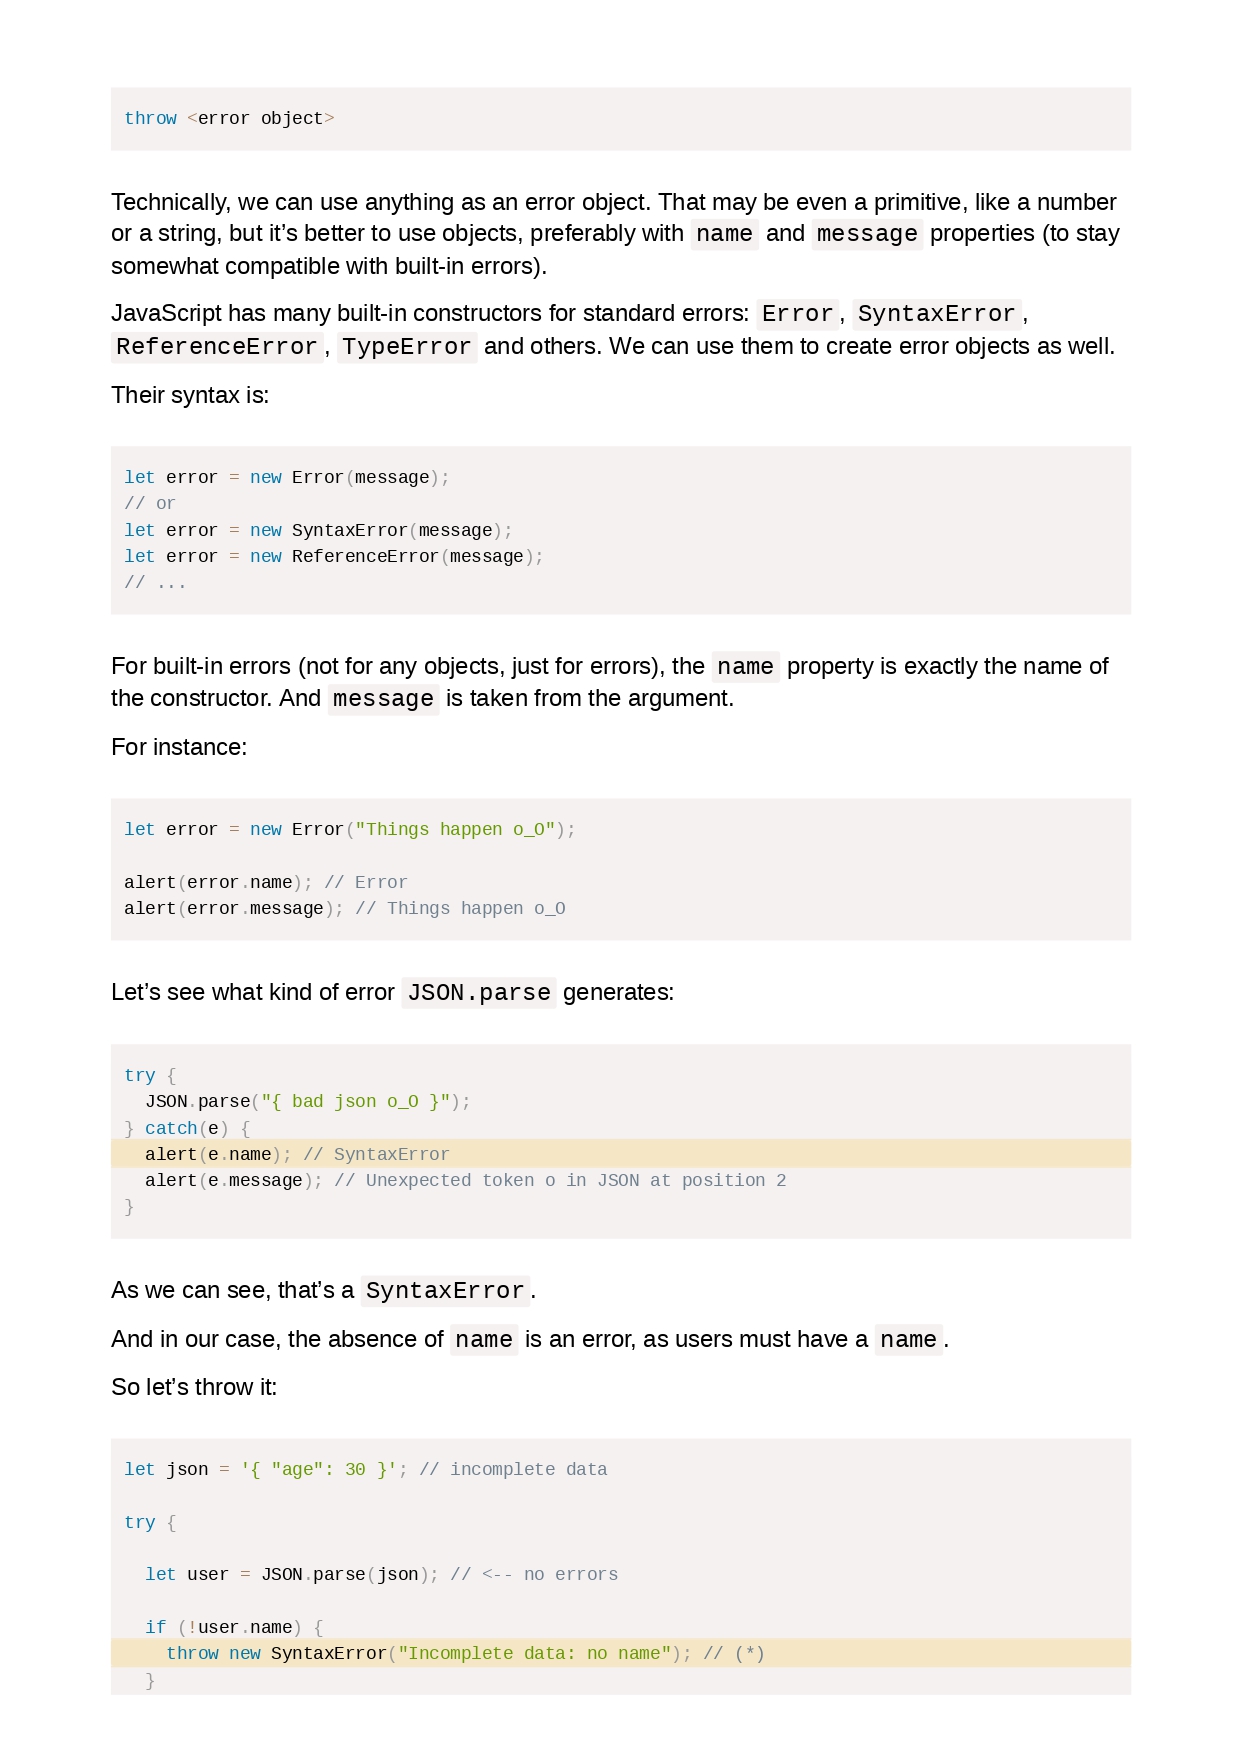 throw <error object>
Technically, we can use anything as an error object. That may be even a primitive, like a number
or a string, but it’s better to use objects, preferably with name and message properties (to stay
somewhat compatible with built-in errors).
JavaScript has many built-in constructors for standard errors: Error, SyntaxError,
ReferenceError, TypeError and others. We can use them to create error objects as well.
Their syntax is:
let error = new Error(message);
// or
let error = new SyntaxError(message);
let error = new ReferenceError(message);
// ...
For built-in errors (not for any objects, just for errors), the name property is exactly the name of
the constructor. And message is taken from the argument.
For instance:
let error = new Error("Things happen o_O");
alert(error.name); // Error
alert(error.message); // Things happen o_O
Let’s see what kind of error JSON.parse generates:
try {
  JSON.parse("{ bad json o_O }");
} catch(e) {
  alert(e.name); // SyntaxError
  alert(e.message); // Unexpected token o in JSON at position 2
}
As we can see, that’s a SyntaxError.
And in our case, the absence of name is an error, as users must have a name.
So let’s throw it:
let json = '{ "age": 30 }'; // incomplete data
try {
  let user = JSON.parse(json); // <-- no errors
  if (!user.name) {
    throw new SyntaxError("Incomplete data: no name"); // (*)
  }